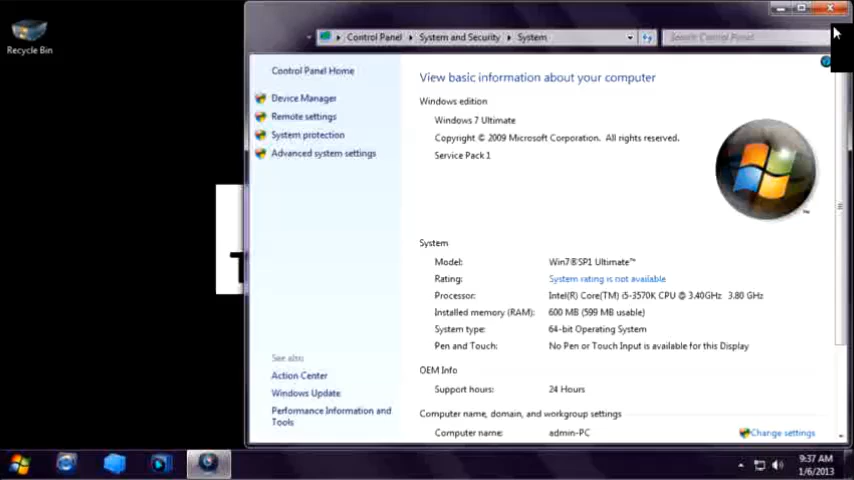 Recycle Bin
Control Panel
System and Security
System
Search Control Panel
Control Panel Home
Device Manager
Remote settings
System protection
Advanced system settings
See also
Action Center
Windows Update
Performance Information and
Tools
View basic information about your computer
Windows edition
Windows 7 Ultimate
Copyright © 2009 Microsoft Corporation. All rights reserved.
Service Pack 1
System
Model: Win7®SP1 Ultimate™
Rating: System rating is not available
Processor: Intel(R) Core(TM) i5-3570K CPU @ 3.40GHz 3.80 GHz
Installed memory (RAM): 600 MB (599 MB usable)
System type: 64-bit Operating System
Pen and Touch: No Pen or Touch Input is available for this Display
OEM Info
Support hours: 24 Hours
Computer name, domain, and workgroup settings
Computer name: admin-PC
Change settings
9:37 AM
1/6/2013